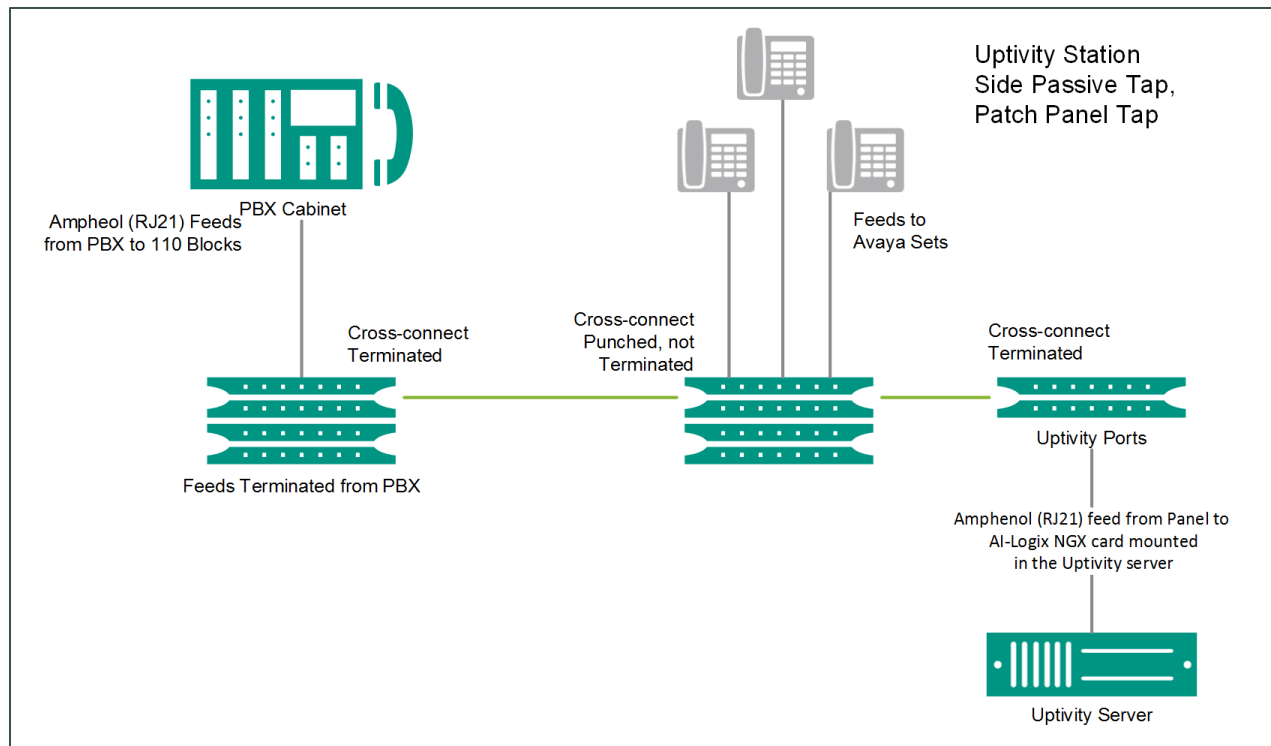 Uptivity Station
Side Passive Tap,
Patch Panel Tap
PBX Cabinet
Ampheol (RJ21) Feeds
from PBX to 110 Blocks
Feeds to
Avaya Sets
Cross-connect
Terminated
Cross-connect
Punched, not
Terminated
Cross-connect
Terminated
Feeds Terminated from PBX
Uptivity Ports
Amphenol (RJ21) feed from Panel to
AI-Logix NGX card mounted
in the Uptivity server
Uptivity Server